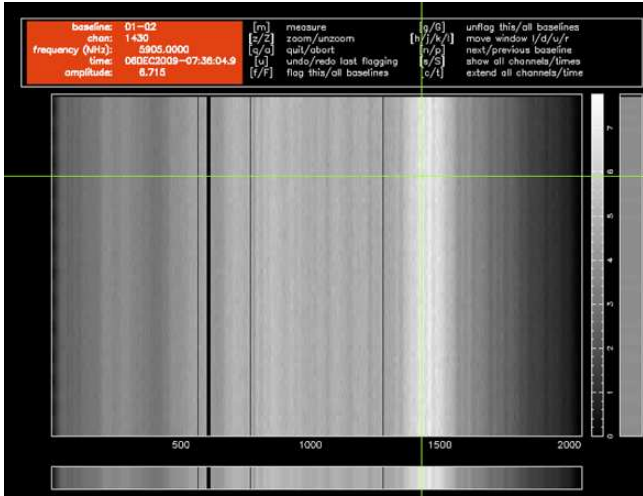 baseline: 01-02 [m] measure [g/G] unflag this/all baselines
chan: 1430 [z/Z] zoom/unzoom [h/j/k/l] move window l/d/u/r
frequency (MHz): 5905.0000 [q/a] quit/abort [n/p] next/previous baseline
time: 06DEC2009-07:36:04.9 [u] undo/redo last flagging [s/S] show all channels/times
amplitude: 6.715 [f/F] flag this/all baselines [c/t] extend all channels/time
7
6
5
4
3
2
1
0
500 1000 1500 2000